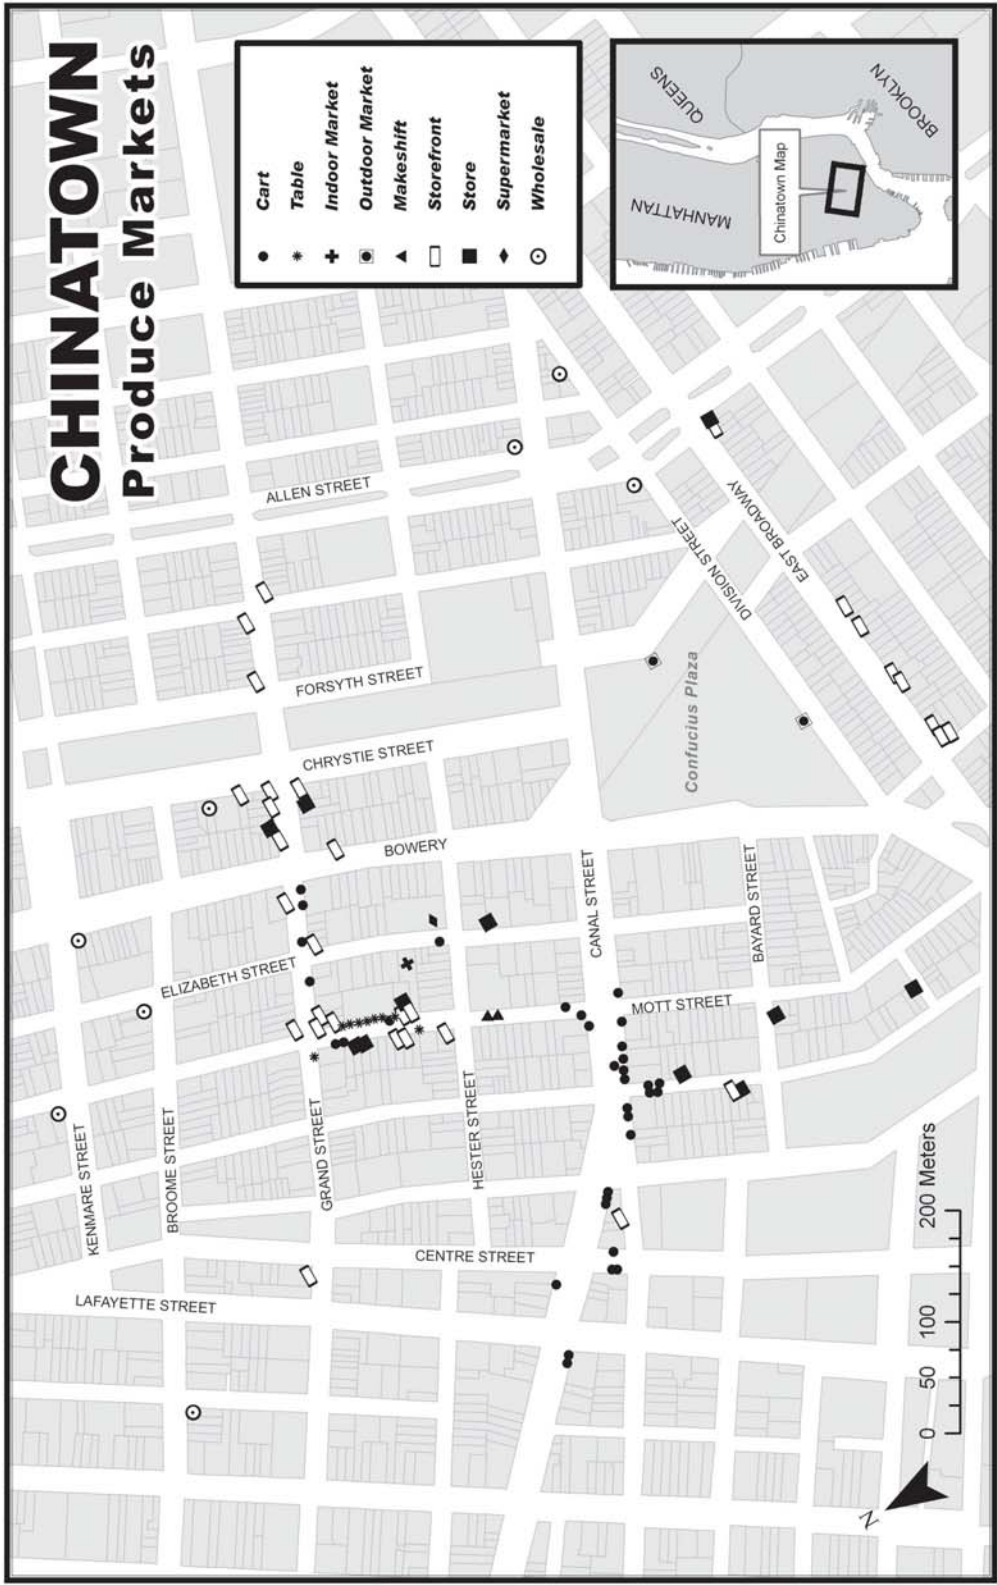 CHINATOWN
Produce Markets
Cart
Table
Indoor Market
Outdoor Market
Makeshift
Storefront
Store
Supermarket
Wholesale
QUEENS
BROOKLYN
MANHATTAN
Chinatown Map
ALLEN STREET
FORSYTH STREET
CHRYSTIE STREET
BOWERY
ELIZABETH STREET
MOTT STREET
CENTRE STREET
LAFAYETTE STREET
KENMARE STREET
BROOME STREET
GRAND STREET
HESTER STREET
CANAL STREET
BAYARD STREET
DIVISION STREET
EAST BROADWAY
Confucius Plaza
0 50 100 200 Meters
N